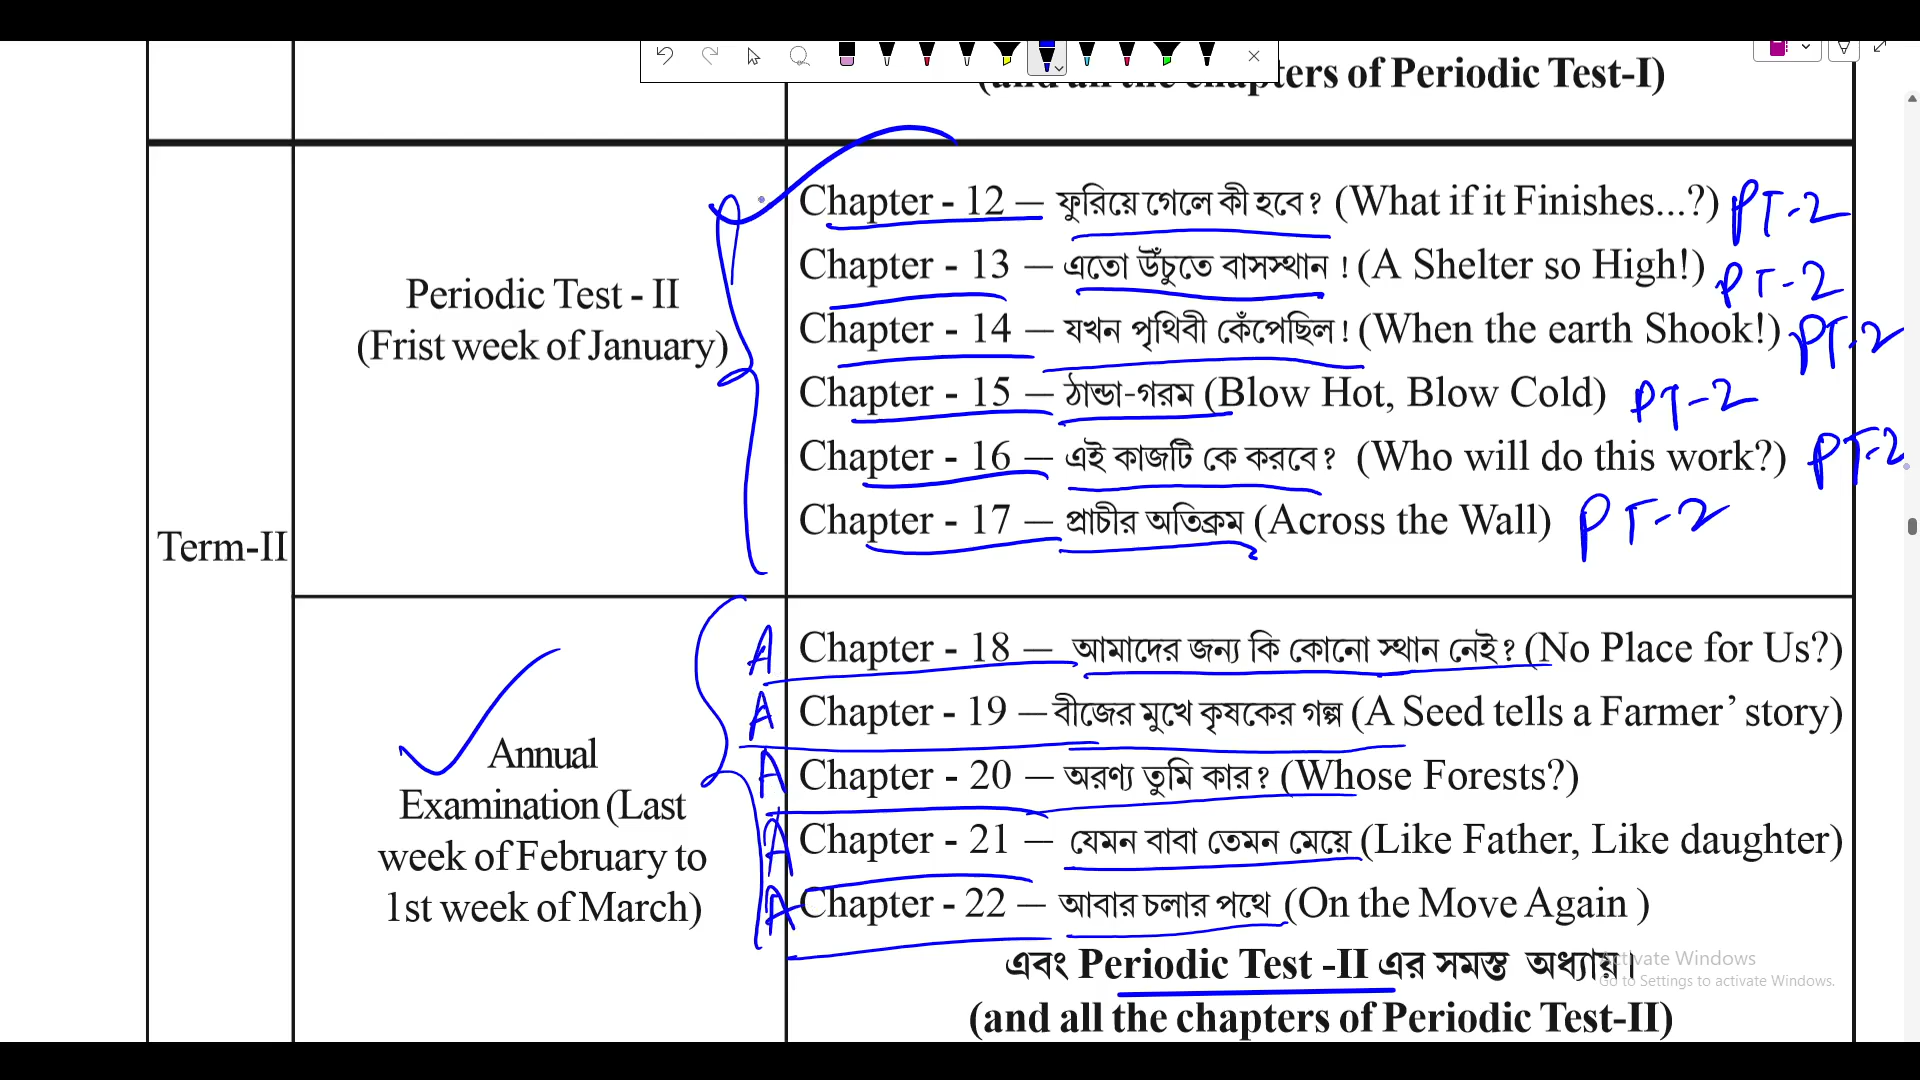 (and all the chapters of Periodic Test-I)
Chapter - 12 — ফুরিয়ে গেলে কী হবে? (What if it Finishes...?) PT-2
Chapter - 13 — এতো উঁচুতে বাসস্থান ! (A Shelter so High!) PT-2
Periodic Test - II
(Frist week of January)
Chapter - 14 — যখন পৃথিবী কেঁপেছিল ! (When the earth Shook!) PT-2
Chapter - 15 — ঠান্ডা-গরম (Blow Hot, Blow Cold) PT-2
Chapter - 16 — এই কাজটি কে করবে? (Who will do this work?) PT-2
Chapter - 17 — প্রাচীর অতিক্রম (Across the Wall) PT-2
Term-II
A Chapter - 18 — আমাদের জন্য কি কোনো স্থান নেই? (No Place for Us?)
A Chapter - 19 — বীজের মুখে কৃষকের গল্প (A Seed tells a Farmer’ story)
A Chapter - 20 — অরণ্য তুমি কার? (Whose Forests?)
A Chapter - 21 — যেমন বাবা তেমন মেয়ে (Like Father, Like daughter)
A Chapter - 22 — আবার চলার পথে (On the Move Again )
Annual
Examination (Last
week of February to
1st week of March)
এবং Periodic Test -II এর সমস্ত অধ্যায়।
(and all the chapters of Periodic Test-II)
Activate Windows
Go to Settings to activate Windows.